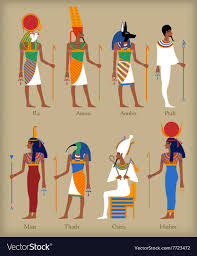 Ra Amon Anubis Ptah
Maat Thoth Osiris Hathor
VectorStock
VectorStock.com/7723472